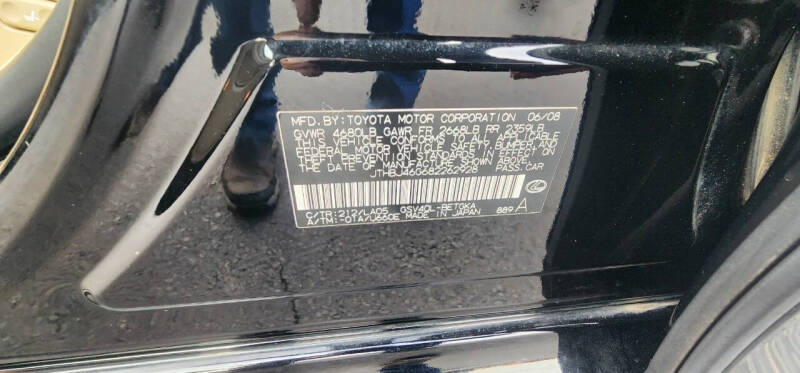 MFD. BY: TOYOTA MOTOR CORPORATION 06/08
GVWR 4680LB GAWR FR 2668LB RR 2359LB
THIS VEHICLE CONFORMS TO ALL APPLICABLE
FEDERAL MOTOR VEHICLE SAFETY, BUMPER, AND
THEFT PREVENTION STANDARDS IN EFFECT ON
THE DATE OF MANUFACTURE SHOWN ABOVE.
JTHBJ46G682262928 PASS. CAR
C/TR: 212/LA05 GSV40L-BETGKA
A/TM: -01A/U660E MADE IN JAPAN 889 A